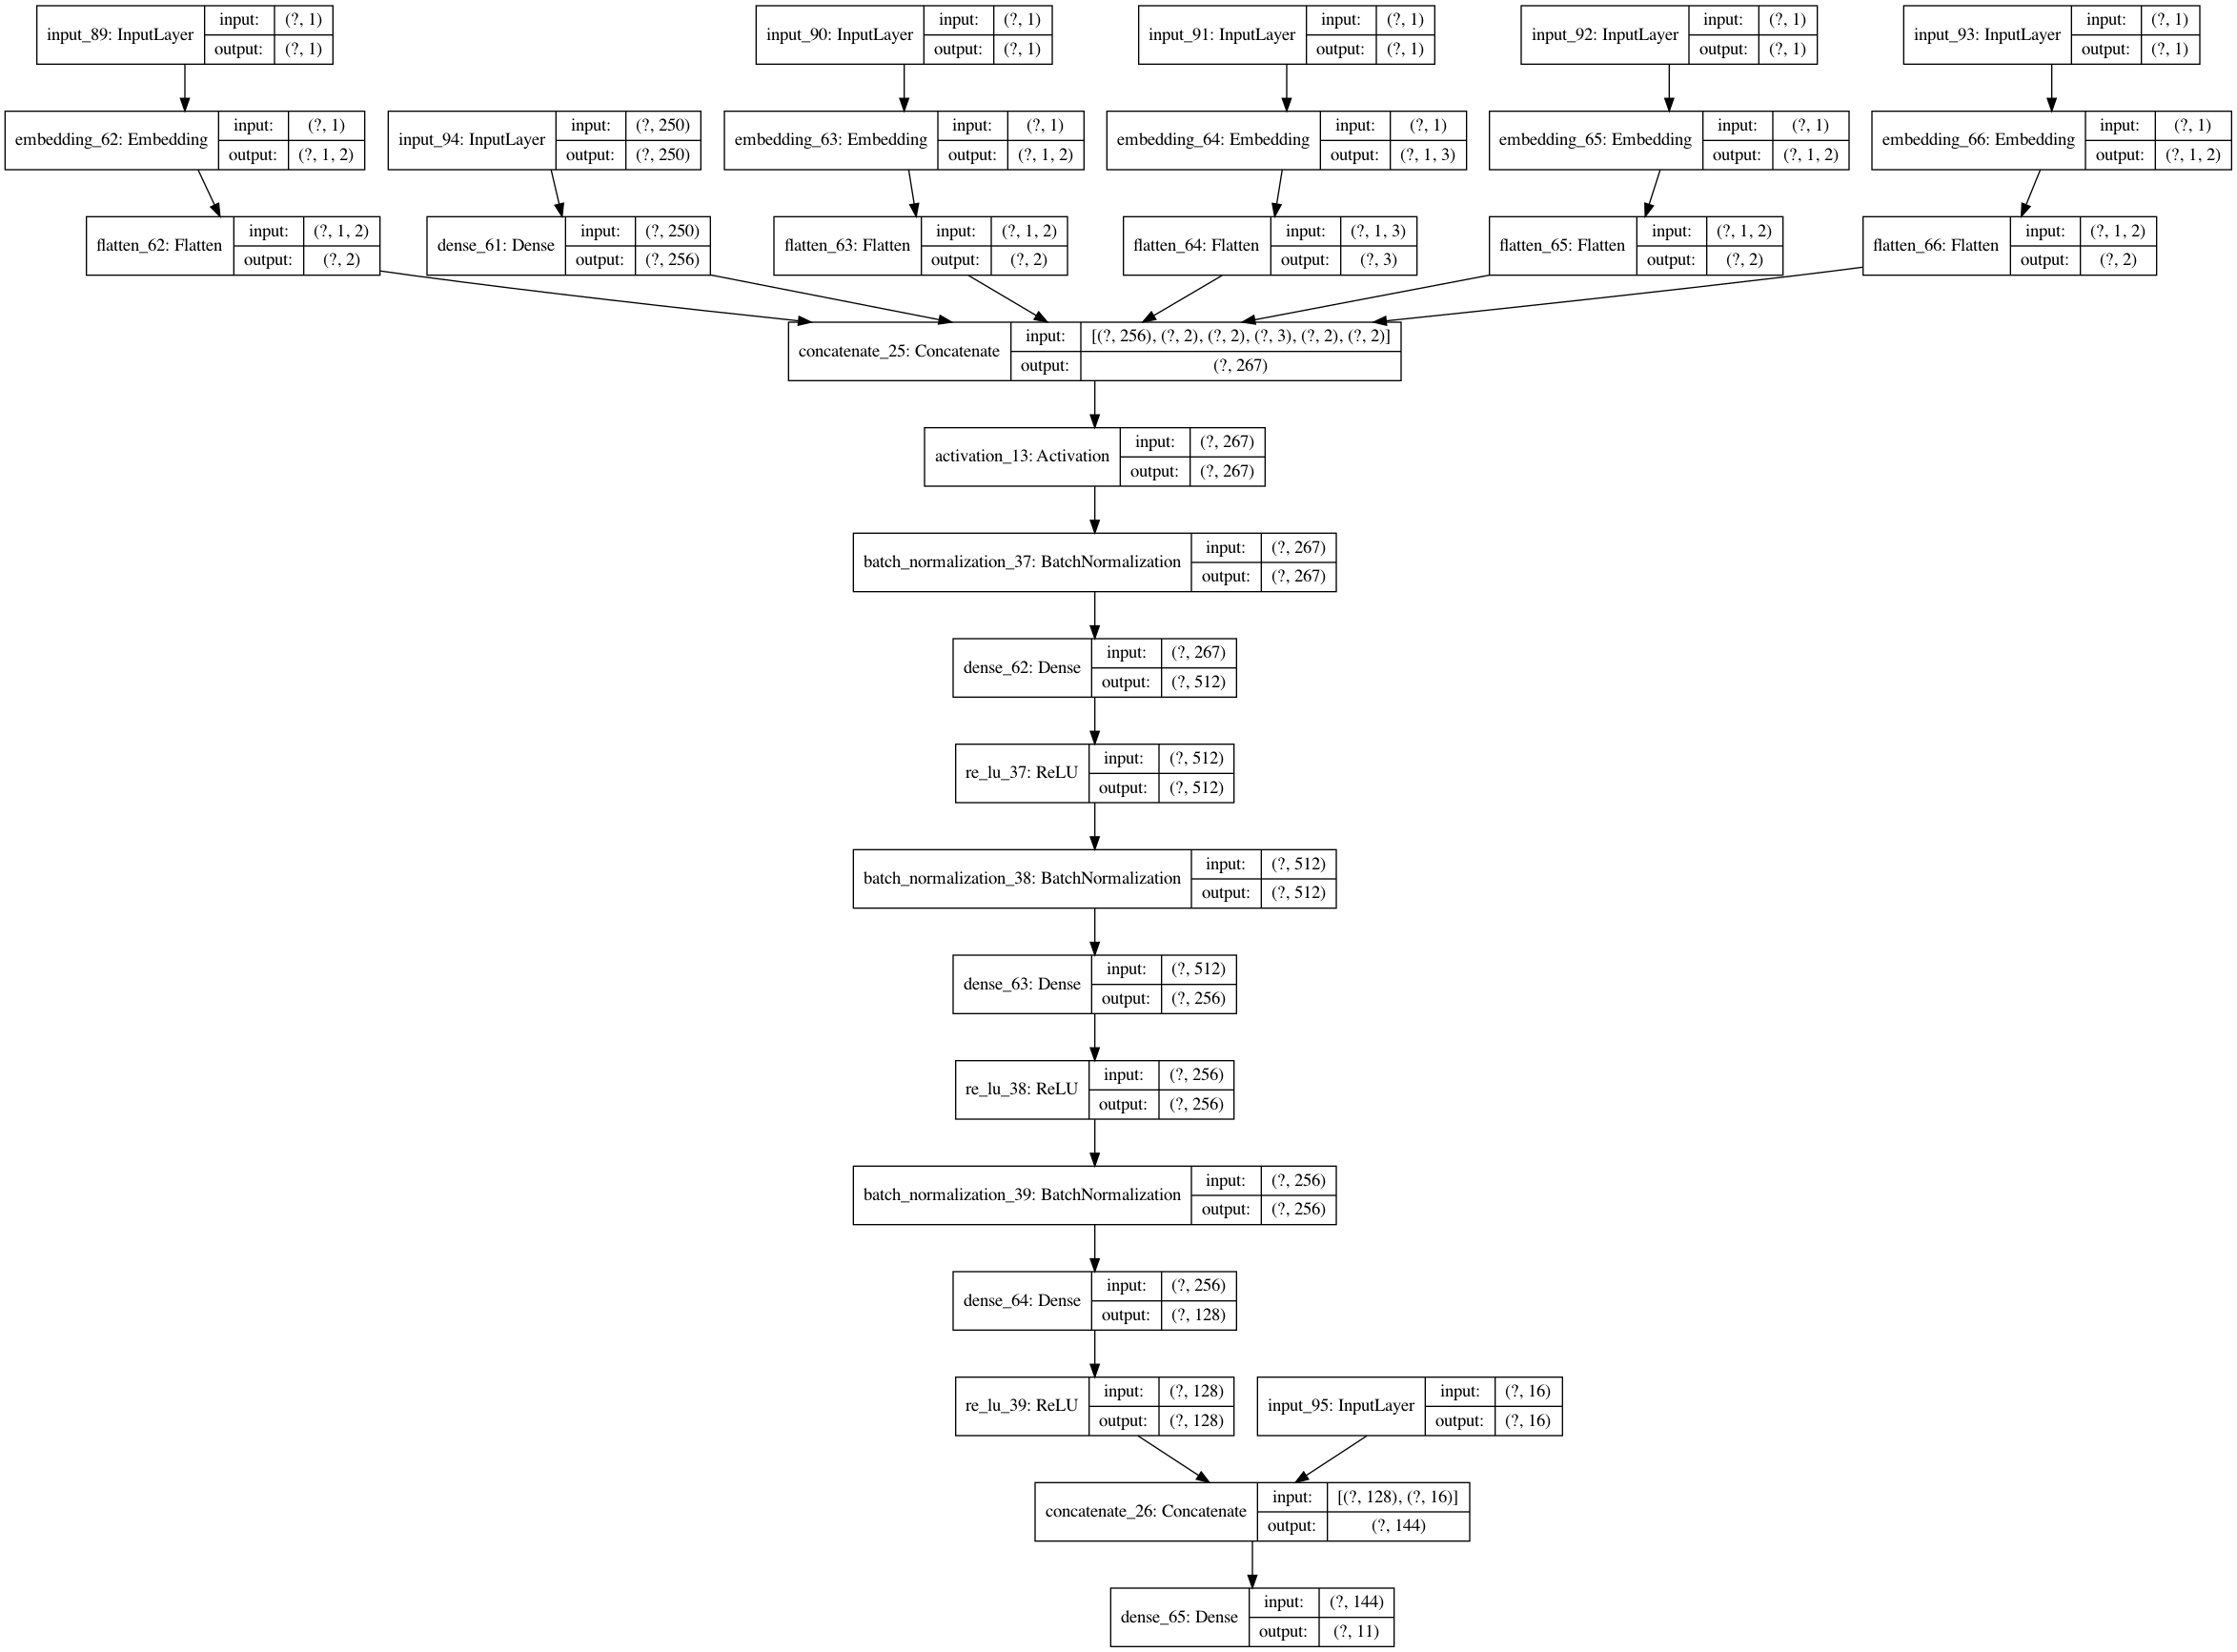 input_89: InputLayer input: (?, 1) output: (?, 1)
input_90: InputLayer input: (?, 1) output: (?, 1)
input_91: InputLayer input: (?, 1) output: (?, 1)
input_92: InputLayer input: (?, 1) output: (?, 1)
input_93: InputLayer input: (?, 1) output: (?, 1)
embedding_62: Embedding input: (?, 1) output: (?, 1, 2)
input_94: InputLayer input: (?, 250) output: (?, 250)
embedding_63: Embedding input: (?, 1) output: (?, 1, 2)
embedding_64: Embedding input: (?, 1) output: (?, 1, 3)
embedding_65: Embedding input: (?, 1) output: (?, 1, 2)
embedding_66: Embedding input: (?, 1) output: (?, 1, 2)
flatten_62: Flatten input: (?, 1, 2) output: (?, 2)
dense_61: Dense input: (?, 250) output: (?, 256)
flatten_63: Flatten input: (?, 1, 2) output: (?, 2)
flatten_64: Flatten input: (?, 1, 3) output: (?, 3)
flatten_65: Flatten input: (?, 1, 2) output: (?, 2)
flatten_66: Flatten input: (?, 1, 2) output: (?, 2)
concatenate_25: Concatenate input: [(?, 256), (?, 2), (?, 2), (?, 3), (?, 2), (?, 2)] output: (?, 267)
activation_13: Activation input: (?, 267) output: (?, 267)
batch_normalization_37: BatchNormalization input: (?, 267) output: (?, 267)
dense_62: Dense input: (?, 267) output: (?, 512)
re_lu_37: ReLU input: (?, 512) output: (?, 512)
batch_normalization_38: BatchNormalization input: (?, 512) output: (?, 512)
dense_63: Dense input: (?, 512) output: (?, 256)
re_lu_38: ReLU input: (?, 256) output: (?, 256)
batch_normalization_39: BatchNormalization input: (?, 256) output: (?, 256)
dense_64: Dense input: (?, 256) output: (?, 128)
re_lu_39: ReLU input: (?, 128) output: (?, 128)
input_95: InputLayer input: (?, 16) output: (?, 16)
concatenate_26: Concatenate input: [(?, 128), (?, 16)] output: (?, 144)
dense_65: Dense input: (?, 144) output: (?, 11)